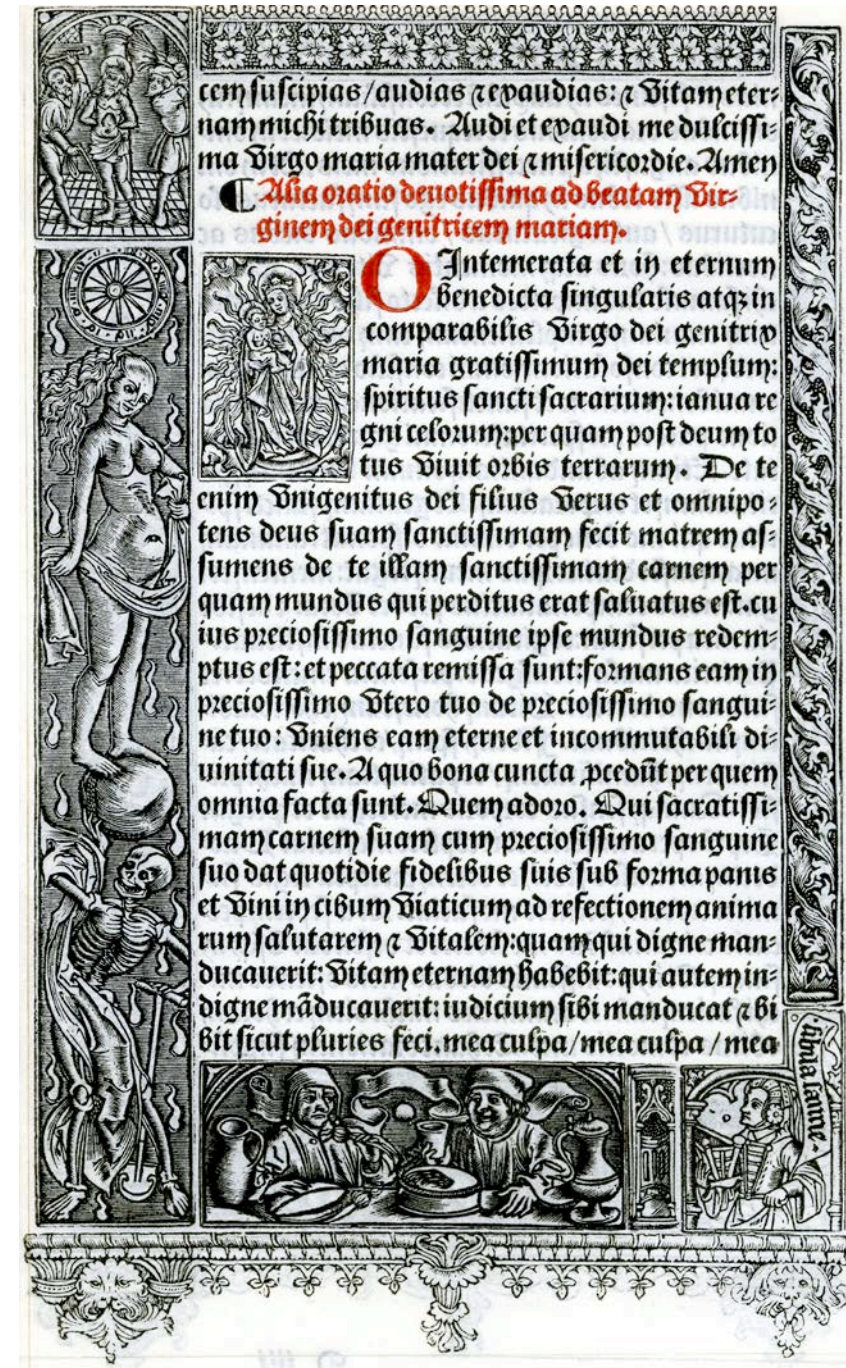 cem suscipias/audias ⁊ exaudias: ⁊ Vitam eter⸗
nam michi tribuas. Audi et exaudi me dulcissi⸗
ma Virgo maria mater dei ⁊ misericordie. Amen
¶ Alia oratio deuotissima ad beatam Vir⸗
ginem dei genitricem mariam.
O Intemerata et in eternum
benedicta singularis atqꝫ in
comparabilis Virgo dei genitrix
maria gratissimum dei templum:
spiritus sancti sacrarium: ianua re
gni celorum: per quam post deum to
tus Viuit orbis terrarum. De te
enim Vnigenitus dei filius Verus et omnipo⸗
tens deus suam sanctissimam fecit matrem as⸗
sumens de te illam sanctissimam carnem per
quam mundus qui perditus erat saluatus est. cu
ius preciosissimo sanguine ipse mundus redem⸗
ptus est: et peccata remissa sunt: formans eam in
preciosissimo Vtero tuo de preciosissimo sangui⸗
ne tuo: Vniens eam eterne et incommutabili di⸗
uinitati sue. A quo bona cuncta ꝓcedūt per quem
omnia facta sunt. Quem adoro. Qui sacratissi⸗
mam carnem suam cum preciosissimo sanguine
suo dat quotidie fidelibus suis sub forma panis
et Vini in cibum Viaticum ad refectionem anima
rum salutarem ⁊ Vitalem: quam qui digne man⸗
ducauerit: Vitam eternam habebit: qui autem in⸗
digne māducauerit: iudicium sibi manducat ⁊ bi
bit sicut pluries feci. mea culpa/mea culpa/mea